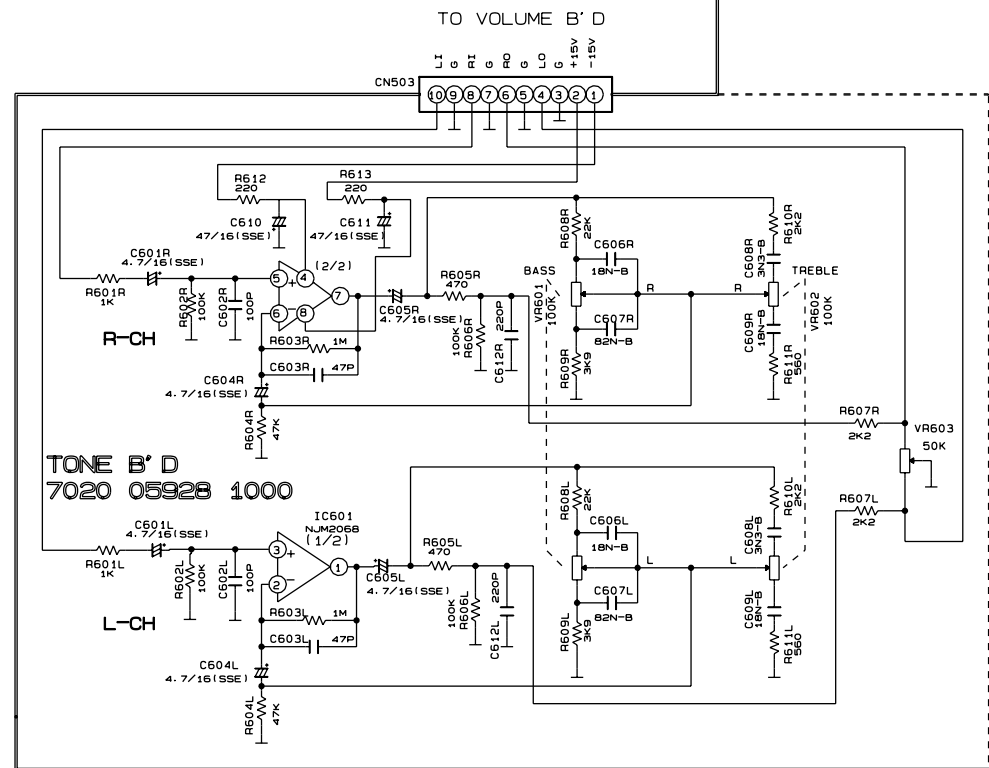 TO VOLUME B'D
LI G RI G RO G LO G +15V -15V
CN503
10 9 8 7 6 5 4 3 2 1
R612
220
R613
220
C610
47/16(SSE)
C611
47/16(SSE)
C601R
4.7/16(SSE)
(2/2)
5
+
4
7
6
−
8
R601R
1K
R602R
100K
C602R
100P
R-CH
R603R
1M
C603R
47P
C604R
4.7/16(SSE)
R604R
47K
C605R
4.7/16(SSE)
R605R
470
R606R
100K
C612R
220P
BASS
VR601
100K
R608R
22K
C606R
18N-B
R
R
C607R
82N-B
R609R
3K9
R610R
2K2
C608R
3N3-B
TREBLE
VR602
100K
C609R
18N-B
R611R
560
R607R
2K2
VR603
50K
R607L
2K2
TONE B'D
7020 05928 1000
IC601
NJM2068
(1/2)
3
+
1
2
−
C601L
4.7/16(SSE)
R601L
1K
R602L
100K
C602L
100P
L-CH
R603L
1M
C603L
47P
C604L
4.7/16(SSE)
R604L
47K
C605L
4.7/16(SSE)
R605L
470
R606L
100K
C612L
220P
R608L
22K
C606L
18N-B
L
L
C607L
82N-B
R609L
3K9
R610L
2K2
C608L
3N3-B
C609L
18N-B
R611L
560